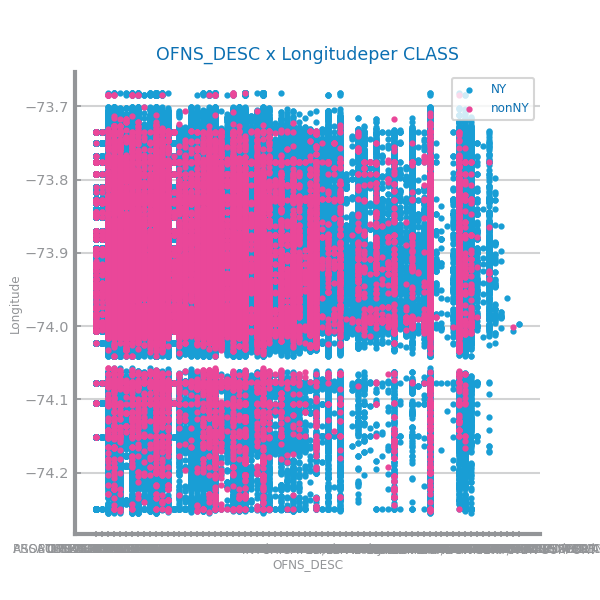 OFNS_DESC x Longitudeper CLASS
NY
nonNY
−73.7
−73.8
−73.9
−74.0
−74.1
−74.2
Longitude
OFNS_DESC